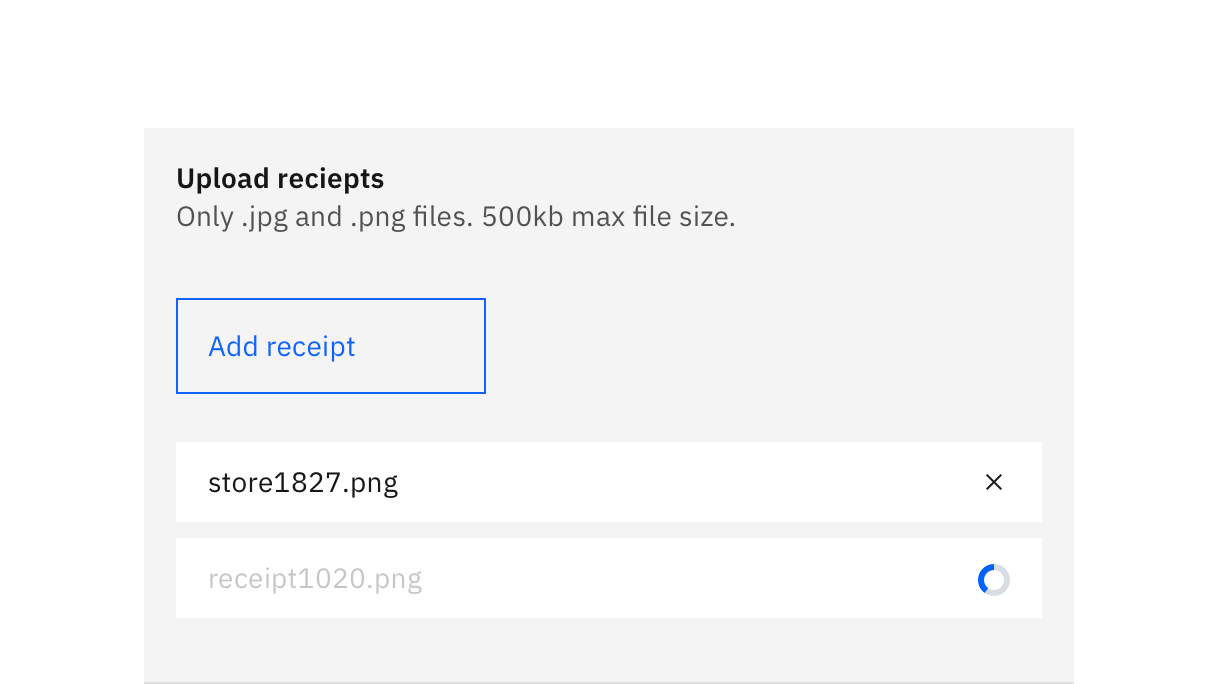 Upload reciepts
Only .jpg and .png files. 500kb max file size.
Add receipt
store1827.png
receipt1020.png